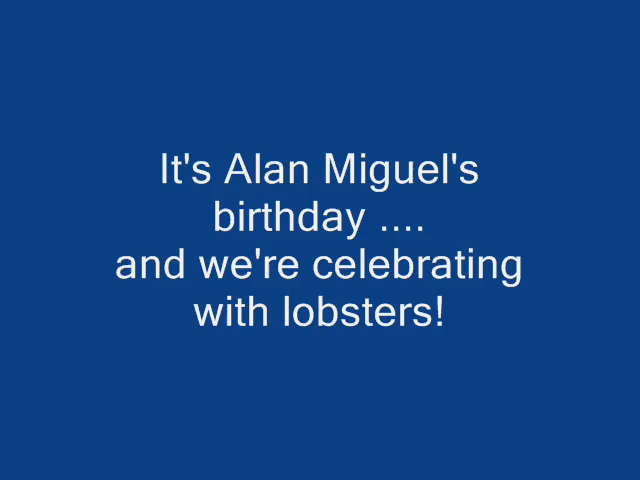 It's Alan Miguel's
birthday ....
and we're celebrating
with lobsters!